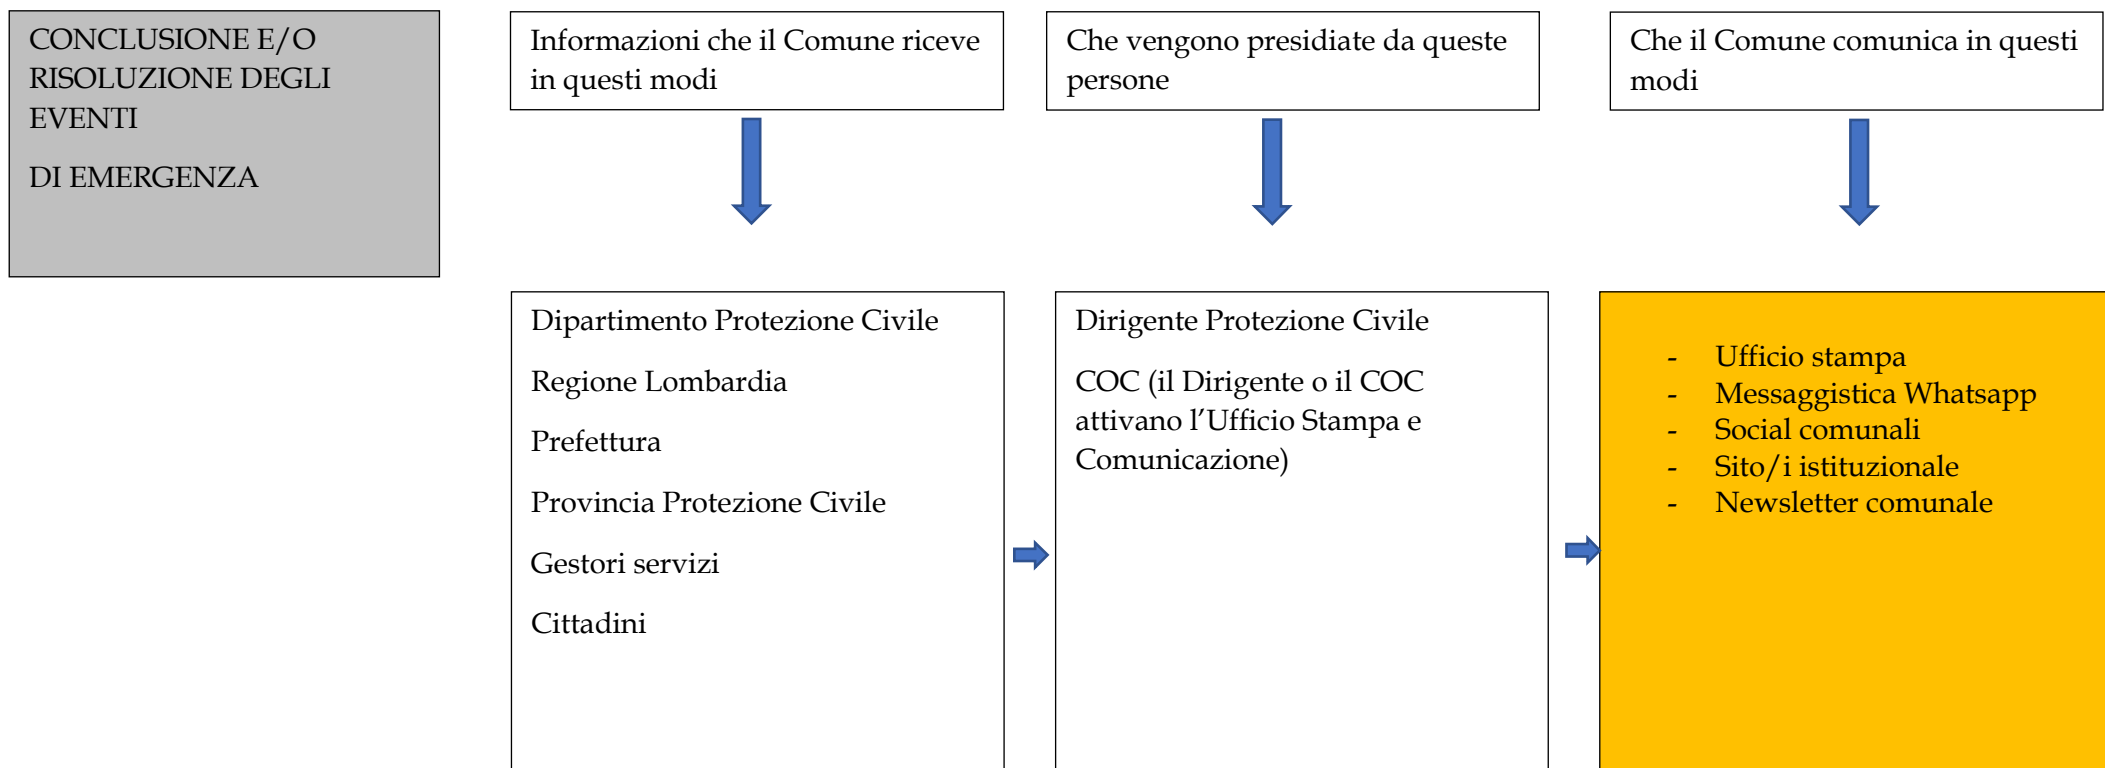 CONCLUSIONE E/O
RISOLUZIONE DEGLI
EVENTI
DI EMERGENZA
Informazioni che il Comune riceve
in questi modi
Che vengono presidiate da queste
persone
Che il Comune comunica in questi
modi
Dipartimento Protezione Civile
Regione Lombardia
Prefettura
Provincia Protezione Civile
Gestori servizi
Cittadini
Dirigente Protezione Civile
COC (il Dirigente o il COC
attivano l’Ufficio Stampa e
Comunicazione)
- Ufficio stampa
- Messaggistica Whatsapp
- Social comunali
- Sito/i istituzionale
- Newsletter comunale